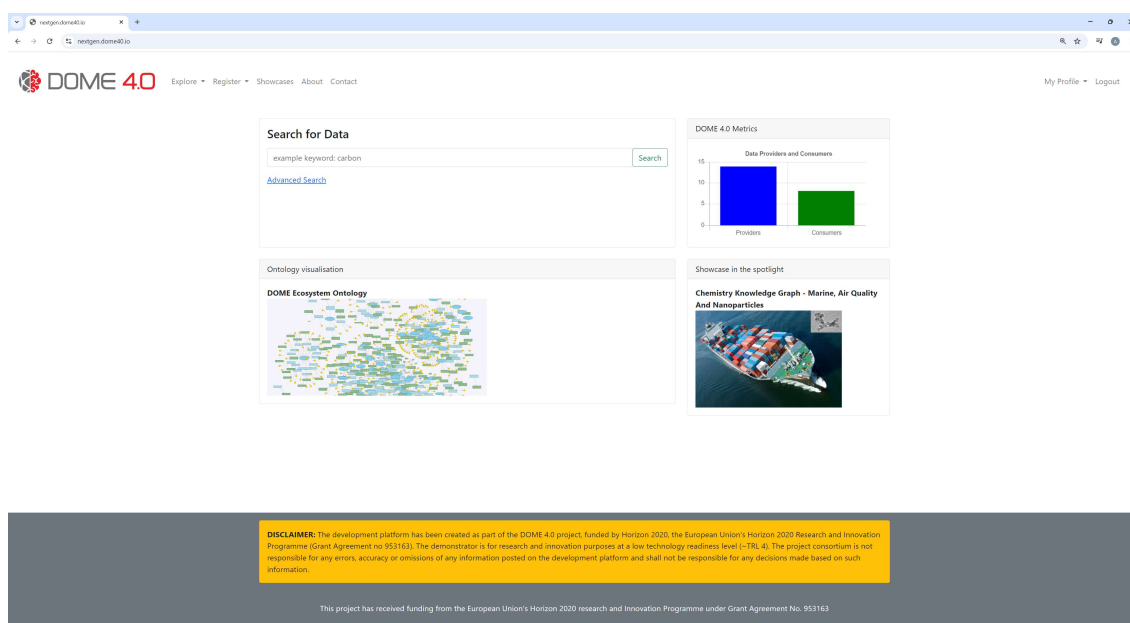 nextgen.dome40.io
nextgen.dome40.io
DOME 4.0
Explore
Register
Showcases
About
Contact
My Profile
Logout
Search for Data
example keyword: carbon
Search
Advanced Search
DOME 4.0 Metrics
Data Providers and Consumers
15
10
5
0
Providers
Consumers
Ontology visualisation
DOME Ecosystem Ontology
Showcase in the spotlight
Chemistry Knowledge Graph - Marine, Air Quality
And Nanoparticles
DISCLAIMER: The development platform has been created as part of the DOME 4.0 project, funded by Horizon 2020, the European Union's Horizon 2020 Research and Innovation
Programme (Grant Agreement no 953163). The demonstrator is for research and innovation purposes at a low technology readiness level (~TRL 4). The project consortium is not
responsible for any errors, accuracy or omissions of any information posted on the development platform and shall not be responsible for any decisions made based on such
information.
This project has received funding from the European Union's Horizon 2020 research and Innovation Programme under Grant Agreement No. 953163